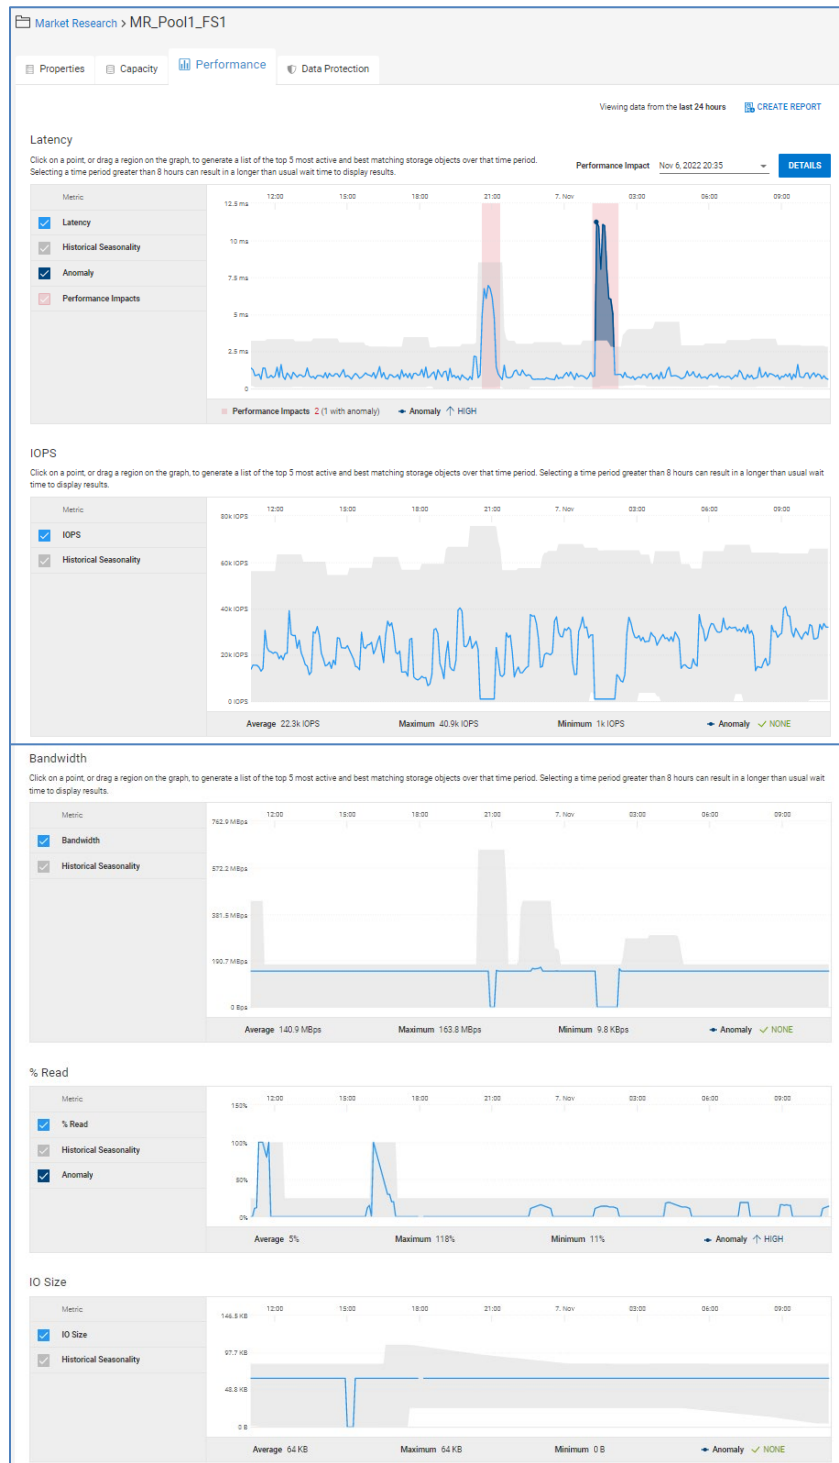 Market Research > MR_Pool1_FS1
Properties Capacity Performance Data Protection
Viewing data from the last 24 hours CREATE REPORT
Latency
Click on a point, or drag a region on the graph, to generate a list of the top 5 most active and best matching storage objects over that time period.
Selecting a time period greater than 8 hours can result in a longer than usual wait time to display results.
Performance Impact Nov 6, 2022 20:35 DETAILS
Metric
Latency
Historical Seasonality
Anomaly
Performance Impacts
12:00 15:00 18:00 21:00 7. Nov 03:00 06:00 09:00
12.5 ms
10 ms
7.5 ms
5 ms
2.5 ms
0
Performance Impacts 2 (1 with anomaly) Anomaly HIGH
IOPS
Click on a point, or drag a region on the graph, to generate a list of the top 5 most active and best matching storage objects over that time period. Selecting a time period greater than 8 hours can result in a longer than usual wait
time to display results.
Metric
IOPS
Historical Seasonality
12:00 15:00 18:00 21:00 7. Nov 03:00 06:00 09:00
80k IOPS
60k IOPS
40k IOPS
20k IOPS
0 IOPS
Average 22.3k IOPS Maximum 40.9k IOPS Minimum 1k IOPS Anomaly NONE
Bandwidth
Click on a point, or drag a region on the graph, to generate a list of the top 5 most active and best matching storage objects over that time period. Selecting a time period greater than 8 hours can result in a longer than usual wait
time to display results.
Metric
Bandwidth
Historical Seasonality
12:00 15:00 18:00 21:00 7. Nov 03:00 06:00 09:00
762.9 MBps
572.2 MBps
381.5 MBps
190.7 MBps
0 Bps
Average 140.9 MBps Maximum 163.8 MBps Minimum 9.8 KBps Anomaly NONE
% Read
Metric
% Read
Historical Seasonality
Anomaly
12:00 15:00 18:00 21:00 7. Nov 03:00 06:00 09:00
150%
100%
50%
0%
Average 5% Maximum 118% Minimum 11% Anomaly HIGH
IO Size
Metric
IO Size
Historical Seasonality
12:00 15:00 18:00 21:00 7. Nov 03:00 06:00 09:00
146.5 KB
97.7 KB
48.8 KB
0 B
Average 64 KB Maximum 64 KB Minimum 0 B Anomaly NONE